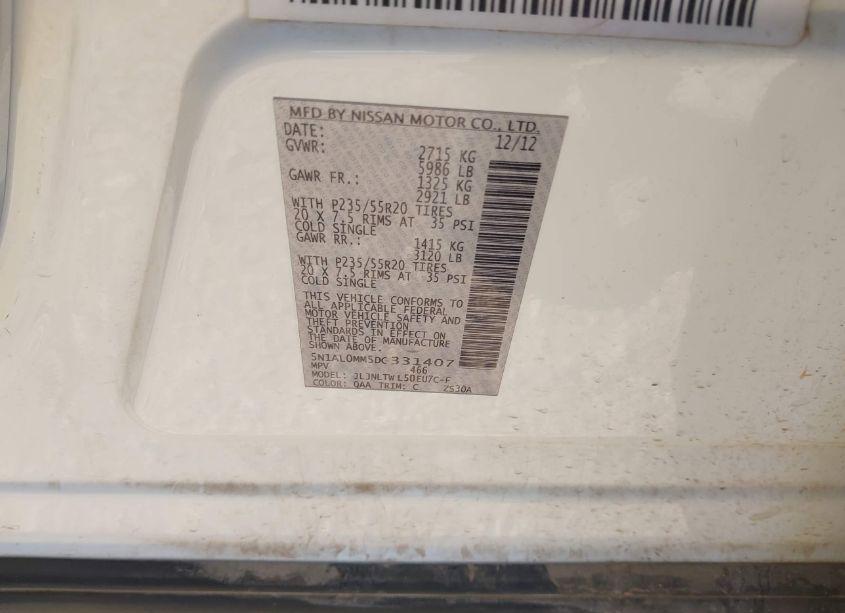 MFD BY NISSAN MOTOR CO., LTD.
DATE: 12/12
GVWR: 2715 KG
5986 LB
GAWR FR.: 1325 KG
2921 LB
WITH P235/55R20 TIRES
20 X 7.5 RIMS AT 35 PSI
COLD SINGLE
GAWR RR.: 1415 KG
3120 LB
WITH P235/55R20 TIRES
20 X 7.5 RIMS AT 35 PSI
COLD SINGLE
THIS VEHICLE CONFORMS TO
ALL APPLICABLE FEDERAL
MOTOR VEHICLE SAFETY AND
THEFT PREVENTION
STANDARDS IN EFFECT ON
THE DATE OF MANUFACTURE
SHOWN ABOVE.
5N1AL0MM5DC331407
MPV 466
MODEL: JLJNLTWL50EU7C-F
COLOR: QAA TRIM: C 2S30A